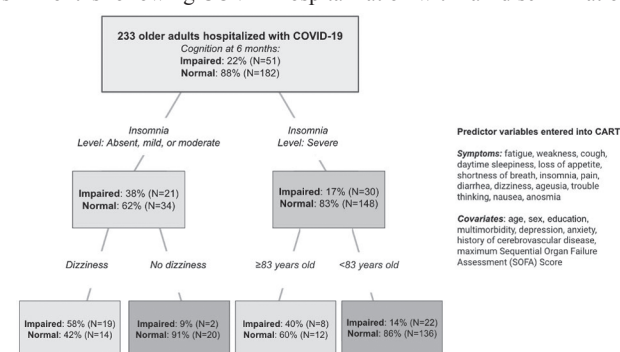 233 older adults hospitalized with COVID-19
Cognition at 6 months:
Impaired: 22% (N=51)
Normal: 88% (N=182)
Insomnia
Level: Absent, mild, or moderate
Insomnia
Level: Severe
Impaired: 38% (N=21)
Normal: 62% (N=34)
Impaired: 17% (N=30)
Normal: 83% (N=148)
Dizziness
No dizziness
≥83 years old
<83 years old
Impaired: 58% (N=19)
Normal: 42% (N=14)
Impaired: 9% (N=2)
Normal: 91% (N=20)
Impaired: 40% (N=8)
Normal: 60% (N=12)
Impaired: 14% (N=22)
Normal: 86% (N=136)
Predictor variables entered into CART
Symptoms: fatigue, weakness, cough,
daytime sleepiness, loss of appetite,
shortness of breath, insomnia, pain,
diarrhea, dizziness, ageusia, trouble
thinking, nausea, anosmia
Covariates: age, sex, education,
multimorbidity, depression, anxiety,
history of cerebrovascular disease,
maximum Sequential Organ Failure
Assessment (SOFA) Score